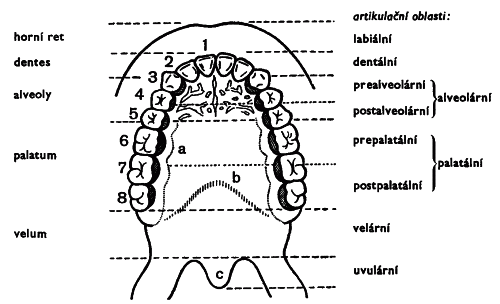 artikulační oblasti:
horní ret
labiální
dentes
dentální
alveoly
prealveolární
postalveolární
alveolární
palatum
prepalatální
postpalatální
palatální
velum
velární
uvulární
1
2
3
4
5
6
7
8
a
b
c